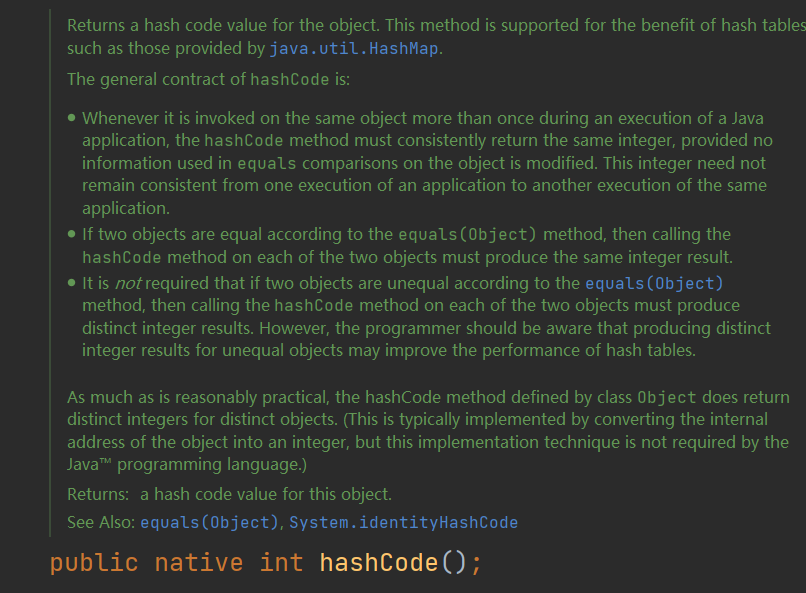 Returns a hash code value for the object. This method is supported for the benefit of hash tables
such as those provided by java.util.HashMap.
The general contract of hashCode is:
• Whenever it is invoked on the same object more than once during an execution of a Java
application, the hashCode method must consistently return the same integer, provided no
information used in equals comparisons on the object is modified. This integer need not
remain consistent from one execution of an application to another execution of the same
application.
• If two objects are equal according to the equals(Object) method, then calling the
hashCode method on each of the two objects must produce the same integer result.
• It is not required that if two objects are unequal according to the equals(Object)
method, then calling the hashCode method on each of the two objects must produce
distinct integer results. However, the programmer should be aware that producing distinct
integer results for unequal objects may improve the performance of hash tables.
As much as is reasonably practical, the hashCode method defined by class Object does return
distinct integers for distinct objects. (This is typically implemented by converting the internal
address of the object into an integer, but this implementation technique is not required by the
Java™ programming language.)
Returns: a hash code value for this object.
See Also: equals(Object), System.identityHashCode
public native int hashCode();